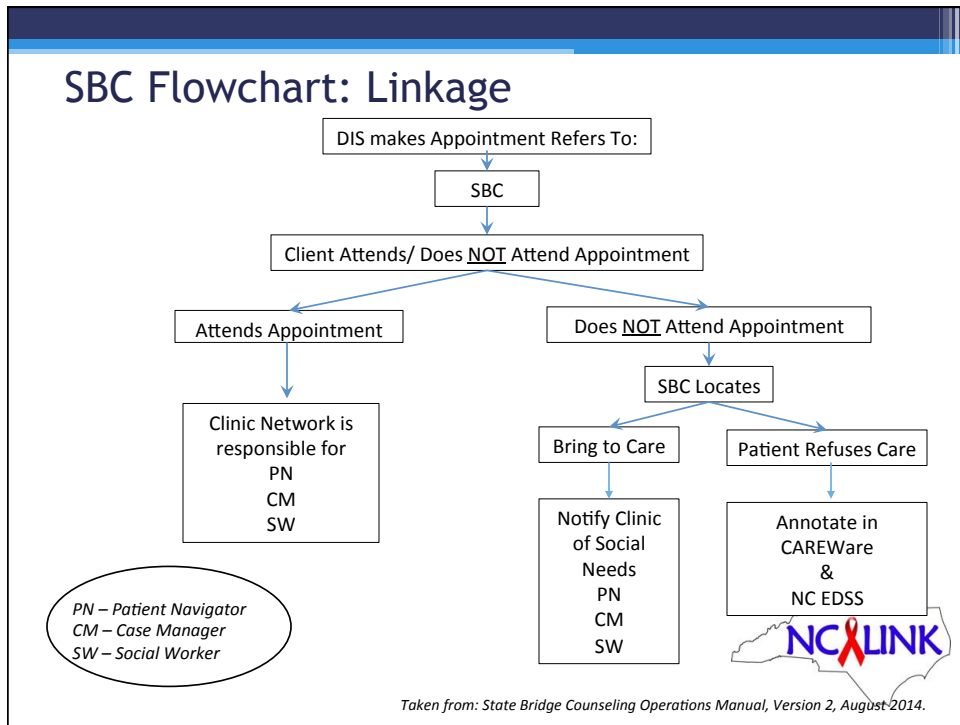 SBC Flowchart: Linkage
DIS makes Appointment Refers To:
SBC
Client Attends/ Does NOT Attend Appointment
Attends Appointment
Does NOT Attend Appointment
SBC Locates
Clinic Network is
responsible for
PN
CM
SW
Bring to Care
Patient Refuses Care
Notify Clinic
of Social
Needs
PN
CM
SW
Annotate in
CAREWare
&
NC EDSS
PN – Patient Navigator
CM – Case Manager
SW – Social Worker
NC LINK
Taken from: State Bridge Counseling Operations Manual, Version 2, August 2014.